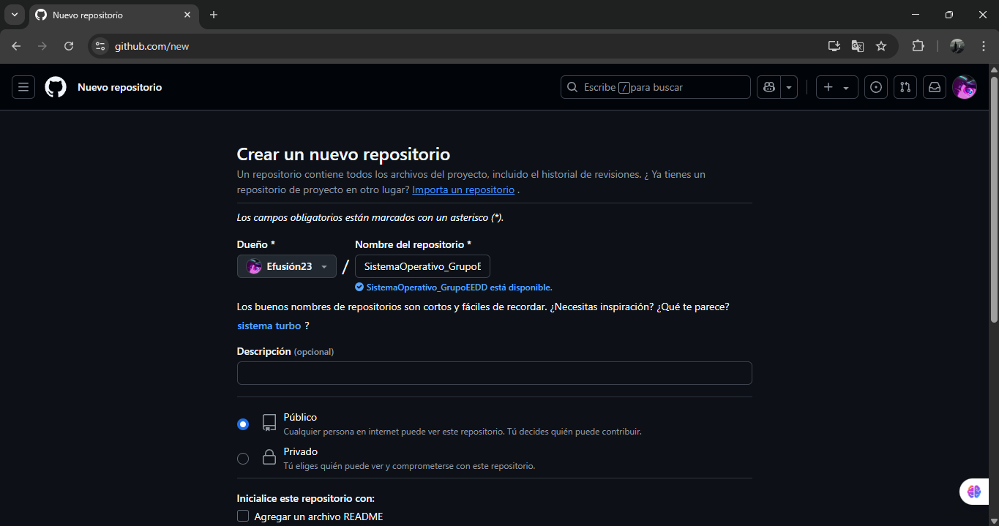 Nuevo repositorio
github.com/new
Nuevo repositorio
Escribe / para buscar
Crear un nuevo repositorio
Un repositorio contiene todos los archivos del proyecto, incluido el historial de revisiones. ¿ Ya tienes un
repositorio de proyecto en otro lugar? Importa un repositorio .
Los campos obligatorios están marcados con un asterisco (*).
Dueño * Nombre del repositorio *
Efusión23 / SistemaOperativo_GrupoE
SistemaOperativo_GrupoEEDD está disponible.
Los buenos nombres de repositorios son cortos y fáciles de recordar. ¿Necesitas inspiración? ¿Qué te parece?
sistema turbo ?
Descripción (opcional)
Público
Cualquier persona en internet puede ver este repositorio. Tú decides quién puede contribuir.
Privado
Tú eliges quién puede ver y comprometerse con este repositorio.
Inicialice este repositorio con:
Agregar un archivo README